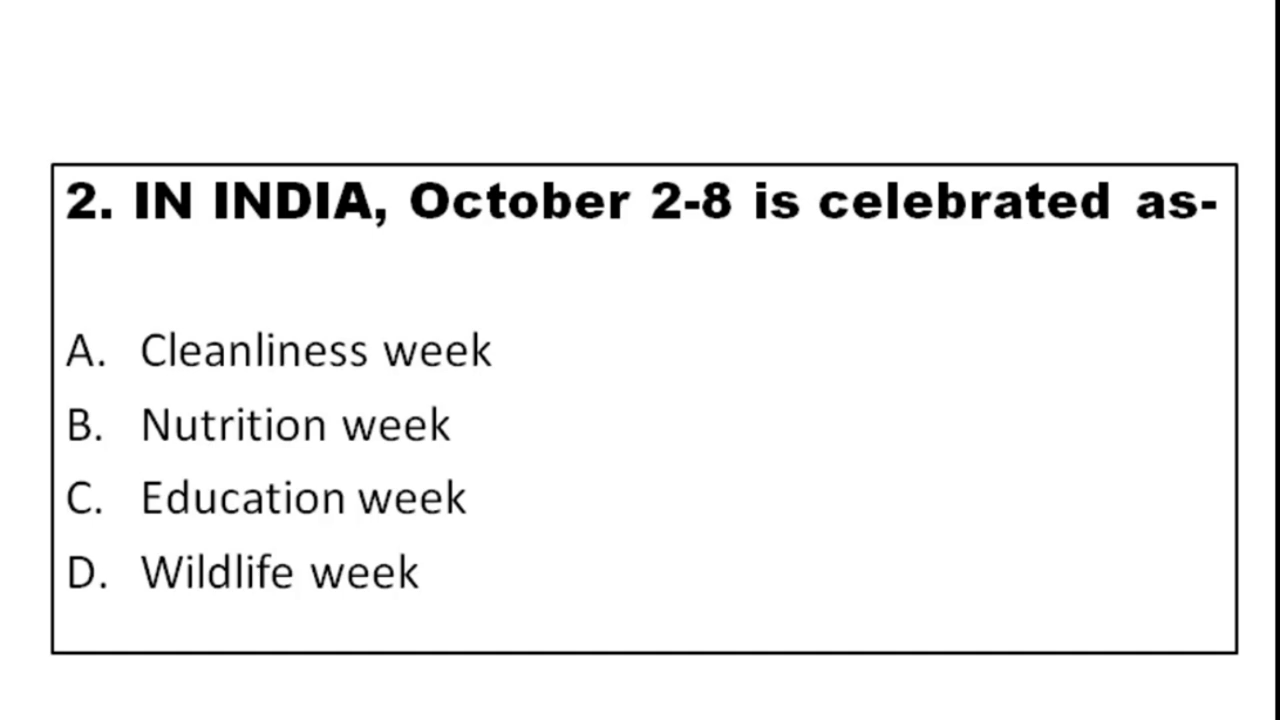 2. IN INDIA, October 2-8 is celebrated as-
A. Cleanliness week
B. Nutrition week
C. Education week
D. Wildlife week